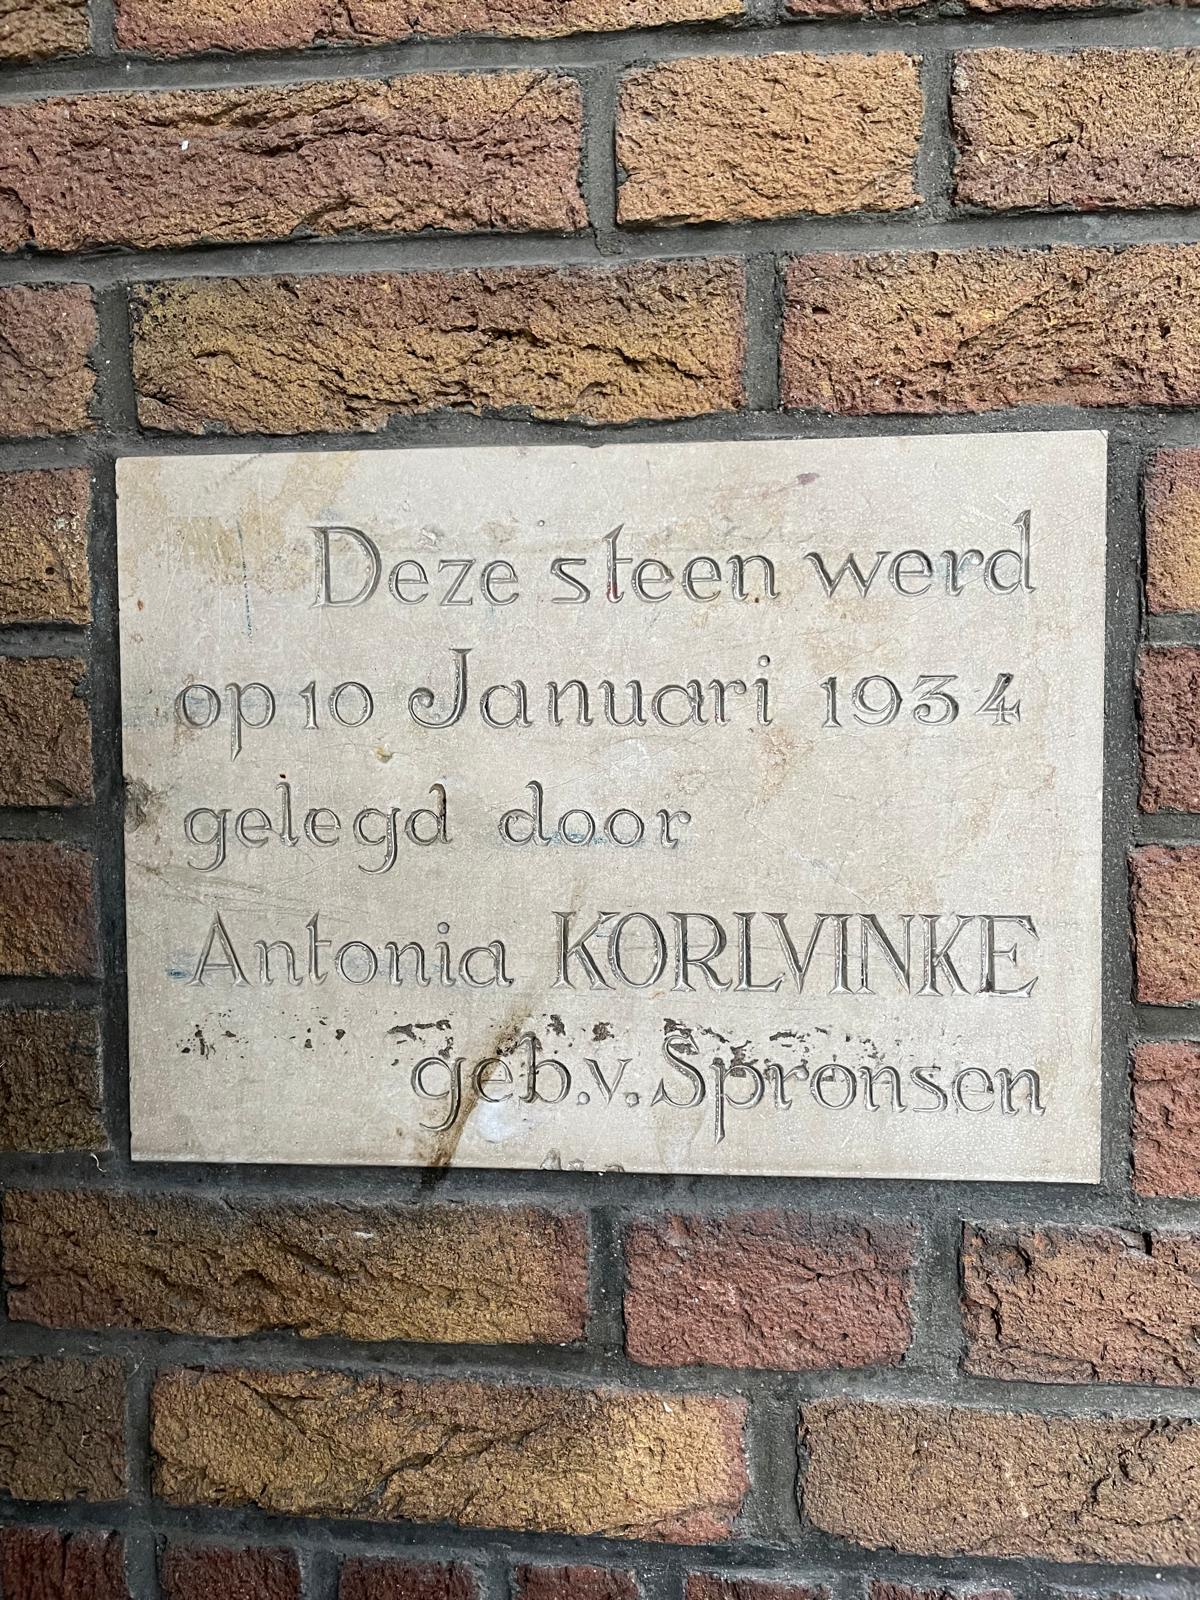 Deze steen werd
op 10 Januari 1934
gelegd door
Antonia KORLVINKE
geb. v. Spronsen